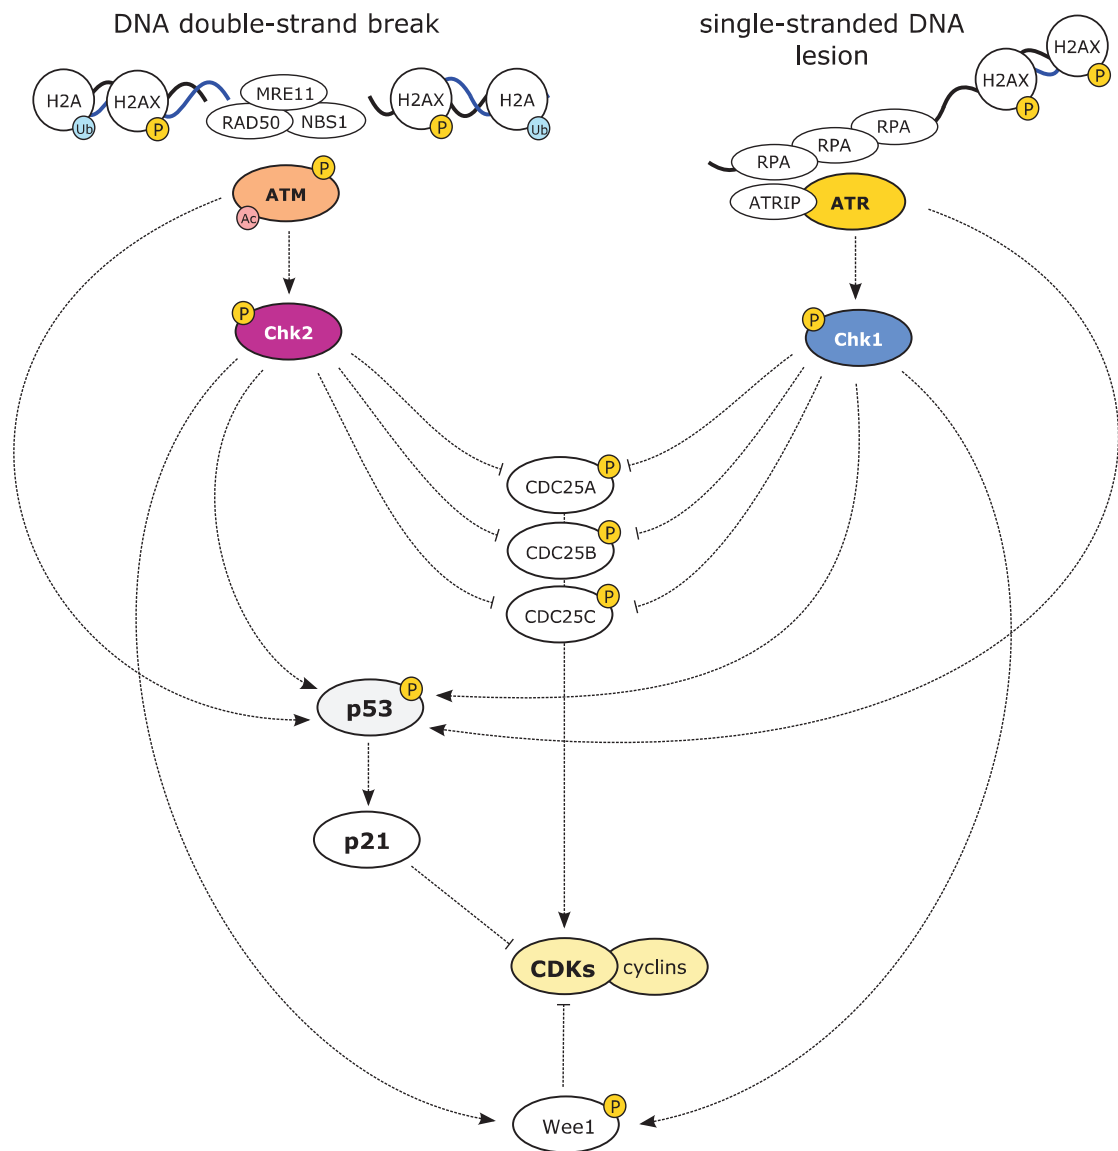 DNA double-strand break
single-stranded DNA
lesion
H2A
Ub
H2AX
P
MRE11
RAD50
NBS1
H2AX
P
H2A
Ub
RPA
RPA
RPA
H2AX
P
H2AX
P
ATM
P
Ac
ATRIP
ATR
P
Chk2
P
Chk1
CDC25A
P
CDC25B
P
CDC25C
P
p53
P
p21
CDKs
cyclins
Wee1
P